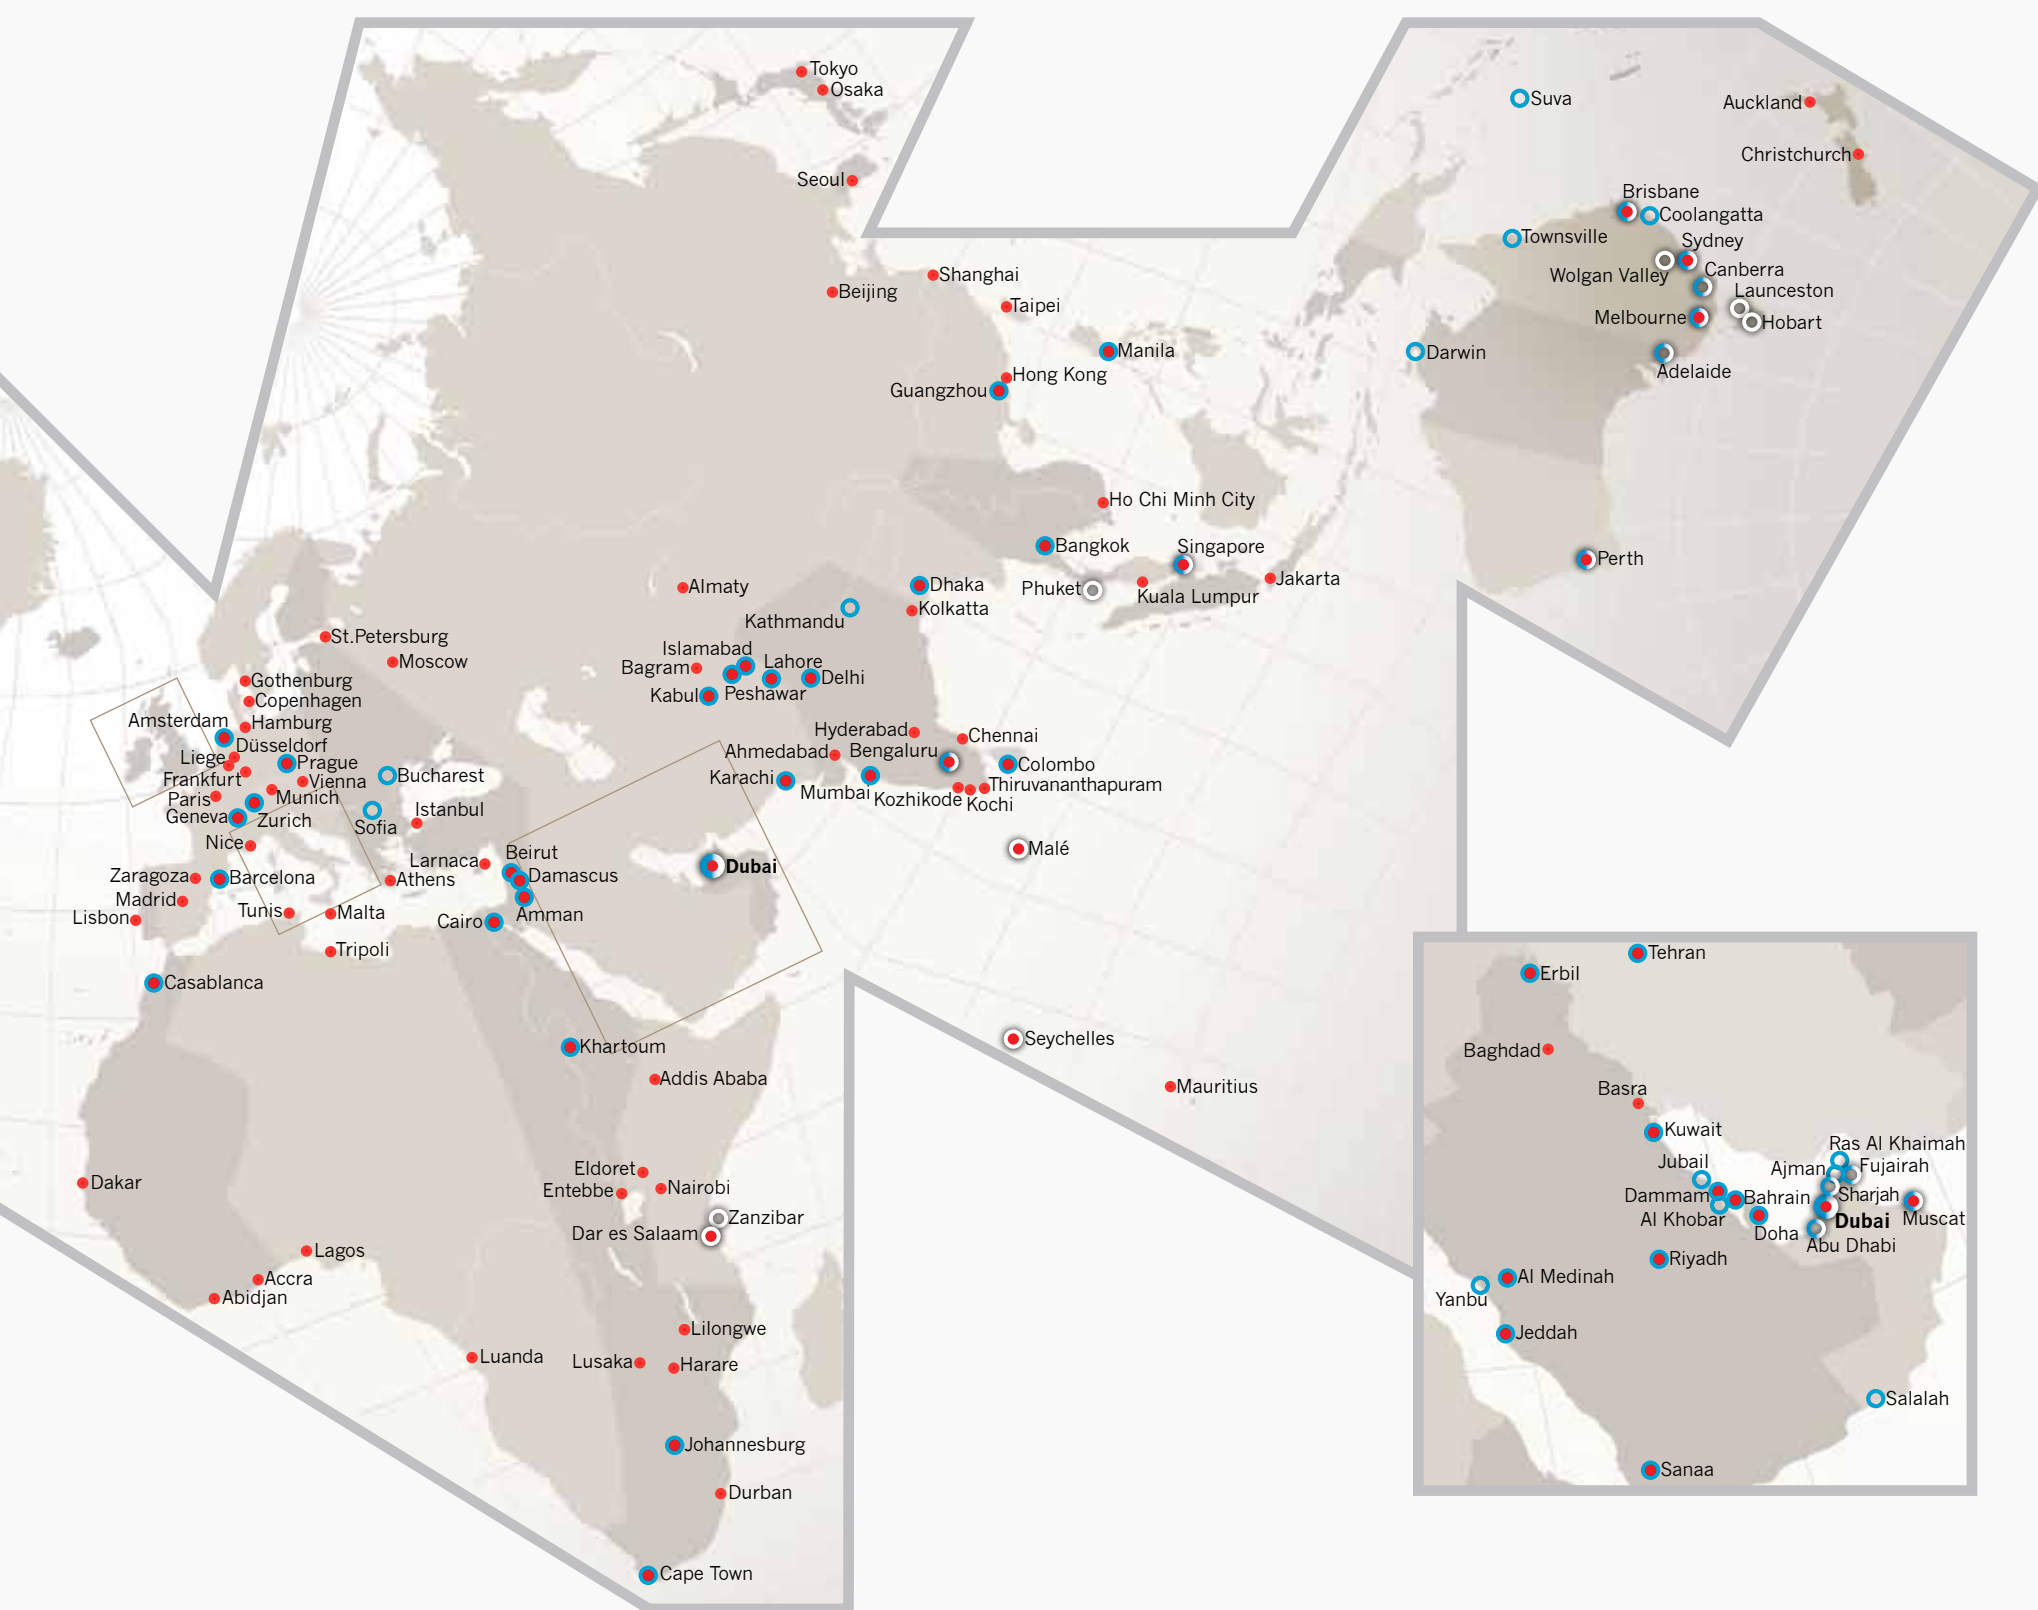 Tokyo
Osaka
Suva
Auckland
Christchurch
Seoul
Brisbane
Coolangatta
Townsville
Sydney
Wolgan Valley
Canberra
Launceston
Shanghai
Beijing
Taipei
Melbourne
Hobart
Manila
Darwin
Adelaide
Hong Kong
Guangzhou
Ho Chi Minh City
Bangkok
Singapore
Perth
Phuket
Kuala Lumpur
Jakarta
Almaty
Dhaka
Kolkatta
Kathmandu
St.Petersburg
Moscow
Islamabad
Lahore
Bagram
Delhi
Kabul
Peshawar
Gothenburg
Copenhagen
Amsterdam
Hamburg
Düsseldorf
Liege
Prague
Frankfurt
Vienna
Bucharest
Paris
Munich
Geneva
Zurich
Sofia
Istanbul
Nice
Hyderabad
Chennai
Ahmedabad
Bengaluru
Colombo
Karachi
Mumbai
Kozhikode
Kochi
Thiruvananthapuram
Malé
Larnaca
Beirut
Dubai
Zaragoza
Barcelona
Athens
Damascus
Madrid
Lisbon
Tunis
Malta
Cairo
Amman
Tripoli
Casablanca
Khartoum
Addis Ababa
Seychelles
Mauritius
Dakar
Eldoret
Entebbe
Nairobi
Zanzibar
Dar es Salaam
Lagos
Accra
Abidjan
Lilongwe
Luanda
Lusaka
Harare
Johannesburg
Durban
Cape Town
Tehran
Erbil
Baghdad
Basra
Kuwait
Ras Al Khaimah
Jubail
Ajman
Fujairah
Dammam
Bahrain
Sharjah
Al Khobar
Doha
Dubai
Muscat
Abu Dhabi
Riyadh
Al Medinah
Yanbu
Jeddah
Salalah
Sanaa